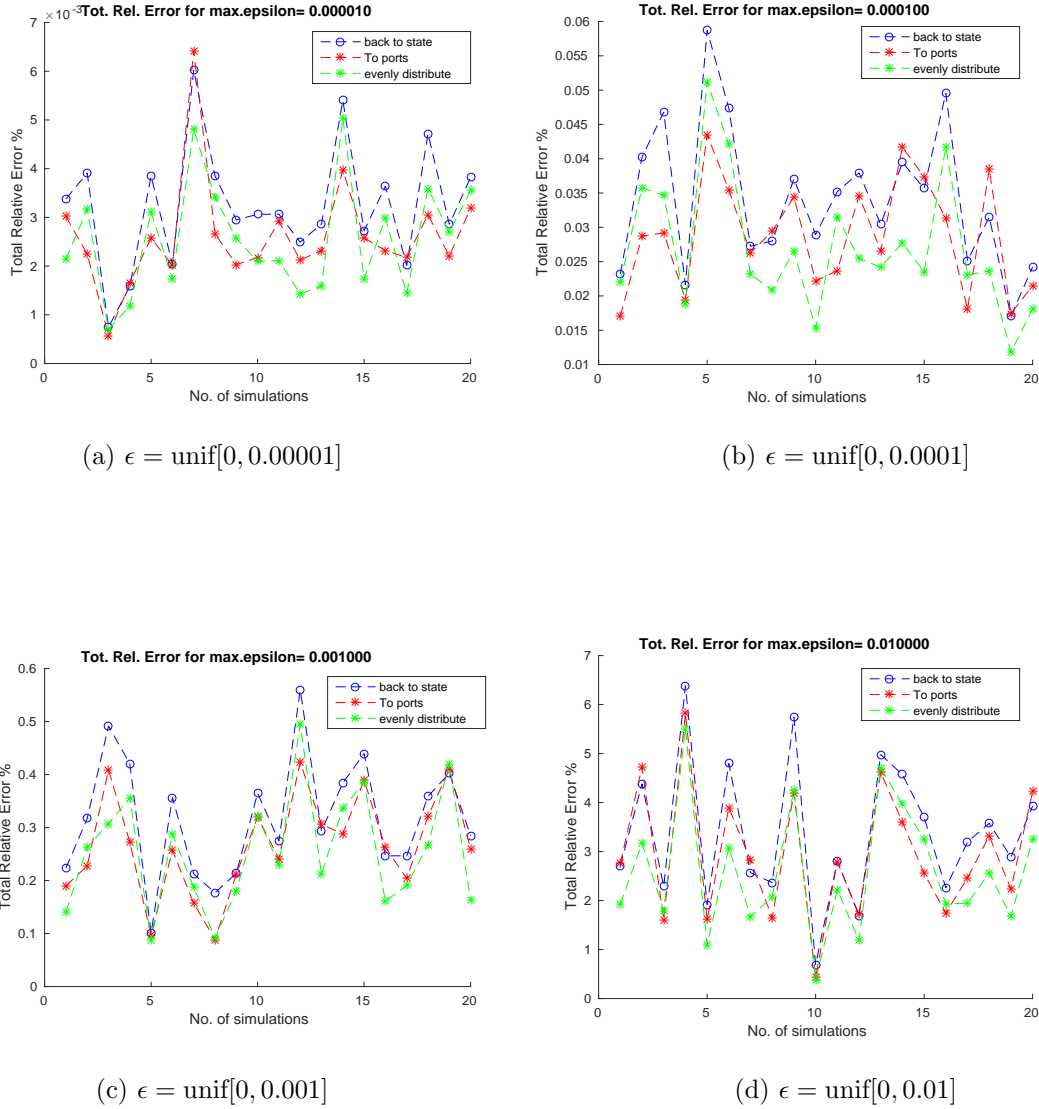 Tot. Rel. Error for max.epsilon= 0.000010
×10⁻³
back to state
To ports
evenly distribute
7
6
5
4
3
2
1
0
Total Relative Error %
0 5 10 15 20
No. of simulations
(a) ϵ = unif[0, 0.00001]
Tot. Rel. Error for max.epsilon= 0.000100
back to state
To ports
evenly distribute
0.06
0.055
0.05
0.045
0.04
0.035
0.03
0.025
0.02
0.015
0.01
Total Relative Error %
0 5 10 15 20
No. of simulations
(b) ϵ = unif[0, 0.0001]
Tot. Rel. Error for max.epsilon= 0.001000
back to state
To ports
evenly distribute
0.6
0.5
0.4
0.3
0.2
0.1
0
Total Relative Error %
0 5 10 15 20
No. of simulations
(c) ϵ = unif[0, 0.001]
Tot. Rel. Error for max.epsilon= 0.010000
back to state
To ports
evenly distribute
7
6
5
4
3
2
1
0
Total Relative Error %
0 5 10 15 20
No. of simulations
(d) ϵ = unif[0, 0.01]